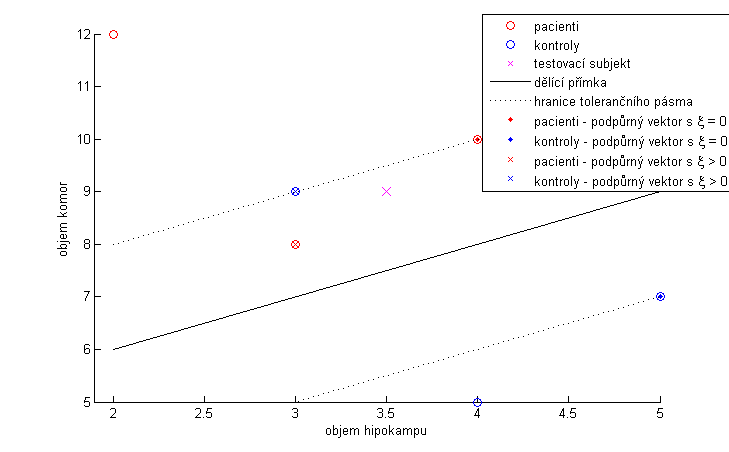 pacienti
kontroly
testovací subjekt
dělící přímka
hranice tolerančního pásma
pacienti - podpůrný vektor s ξ = 0
kontroly - podpůrný vektor s ξ = 0
pacienti - podpůrný vektor s ξ > 0
kontroly - podpůrný vektor s ξ > 0
12
11
10
9
8
7
6
5
objem komor
2 2.5 3 3.5 4 4.5 5
objem hipokampu